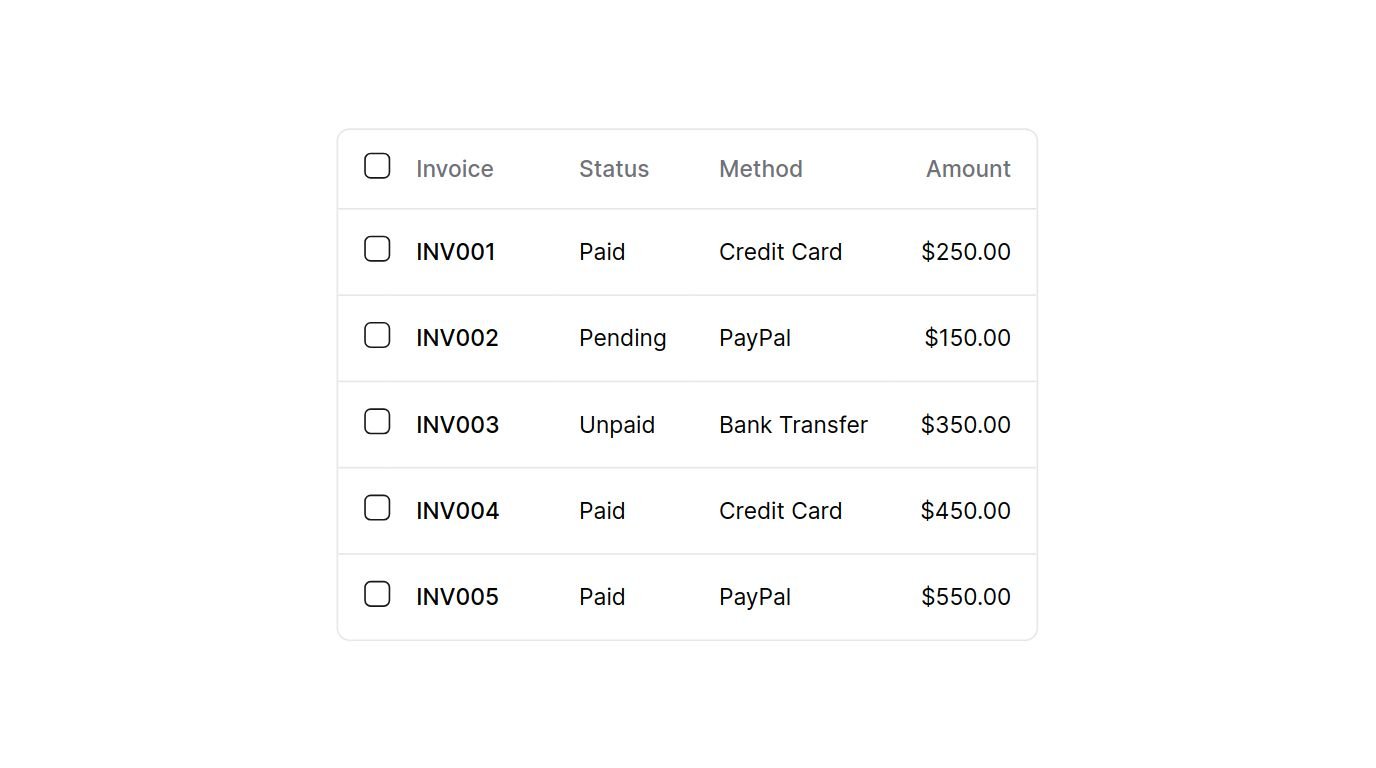 Invoice Status Method Amount
INV001 Paid Credit Card $250.00
INV002 Pending PayPal $150.00
INV003 Unpaid Bank Transfer $350.00
INV004 Paid Credit Card $450.00
INV005 Paid PayPal $550.00